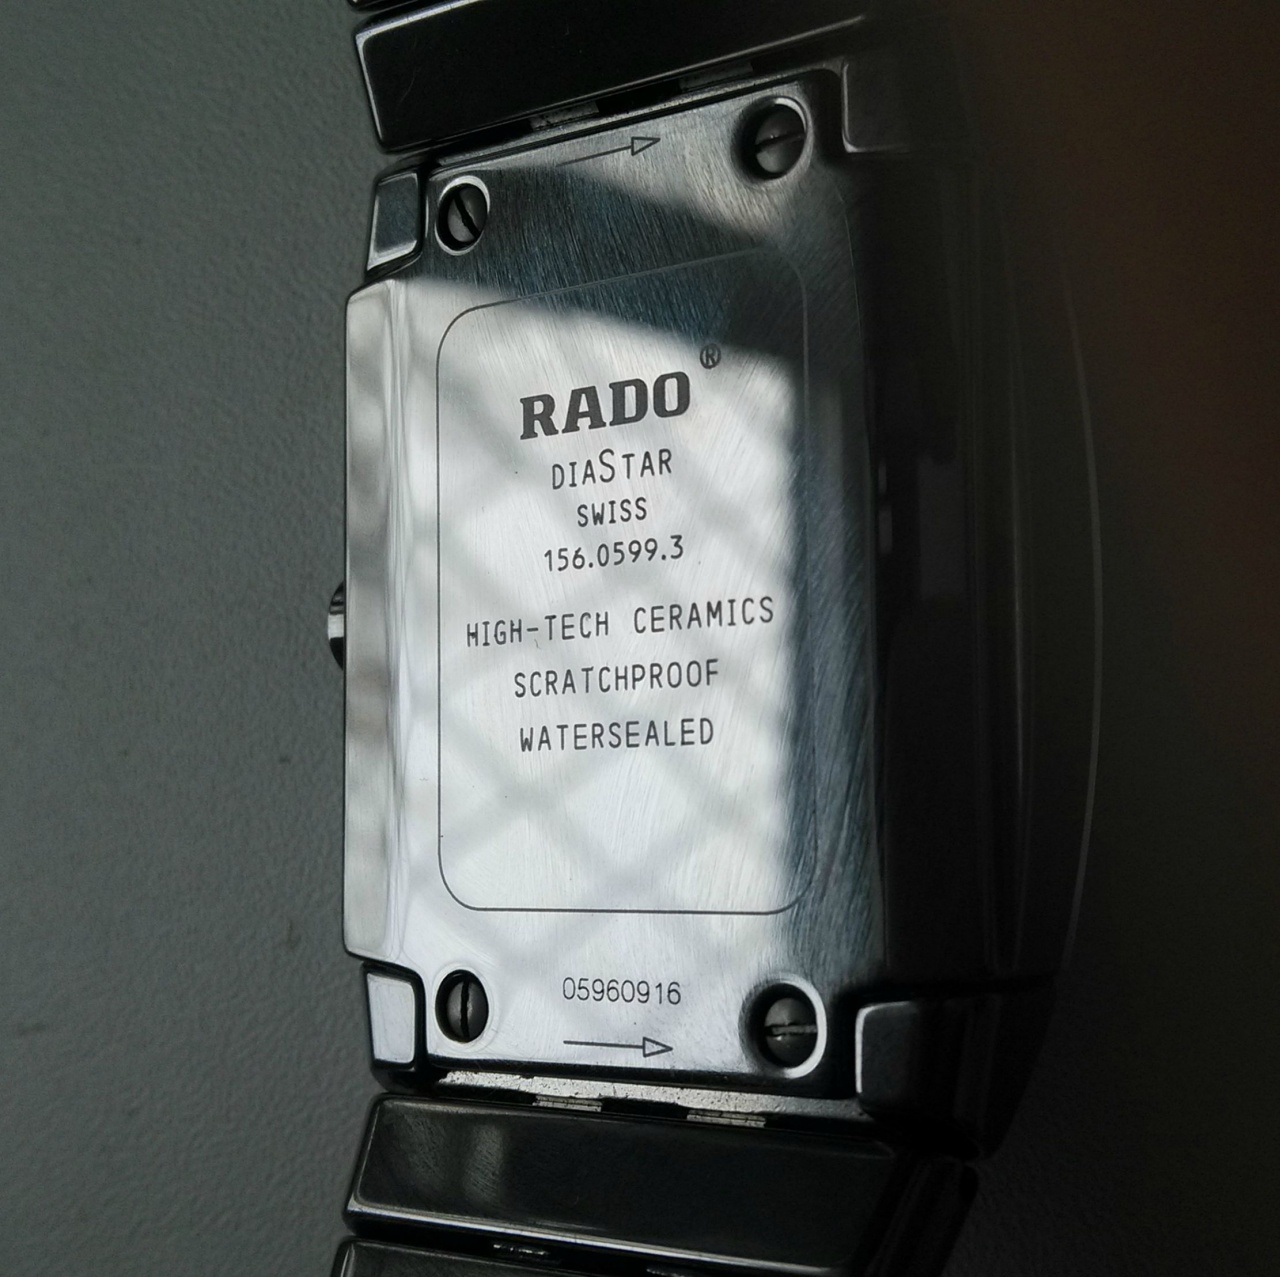 RADO®
DIASTAR
SWISS
156.0599.3
HIGH-TECH CERAMICS
SCRATCHPROOF
WATERSEALED
05960916